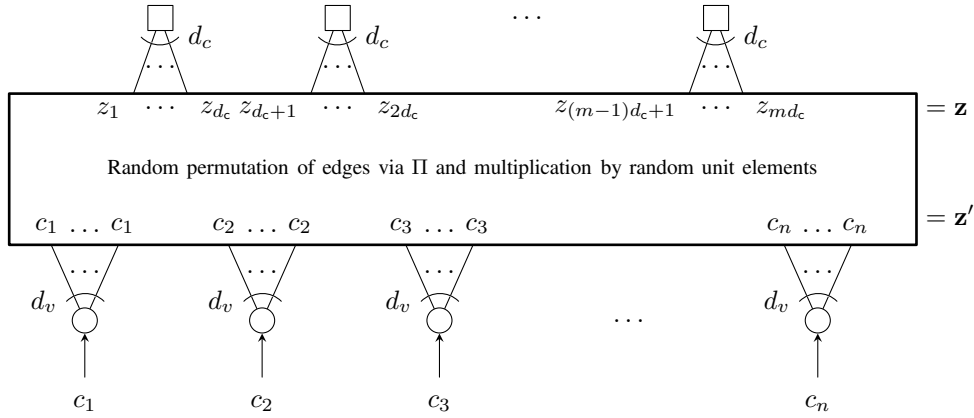 ⋯
d_c d_c d_c
⋯ ⋯ ⋯
z_1 ⋯ z_{d_c} z_{d_c+1} ⋯ z_{2d_c} z_{(m−1)d_c+1} ⋯ z_{md_c} = 𝐳
Random permutation of edges via Π and multiplication by random unit elements
= 𝐳′
c_1 … c_1 c_2 … c_2 c_3 … c_3 c_n … c_n
⋯ ⋯ ⋯ ⋯
d_v d_v d_v d_v
⋯
c_1 c_2 c_3 c_n